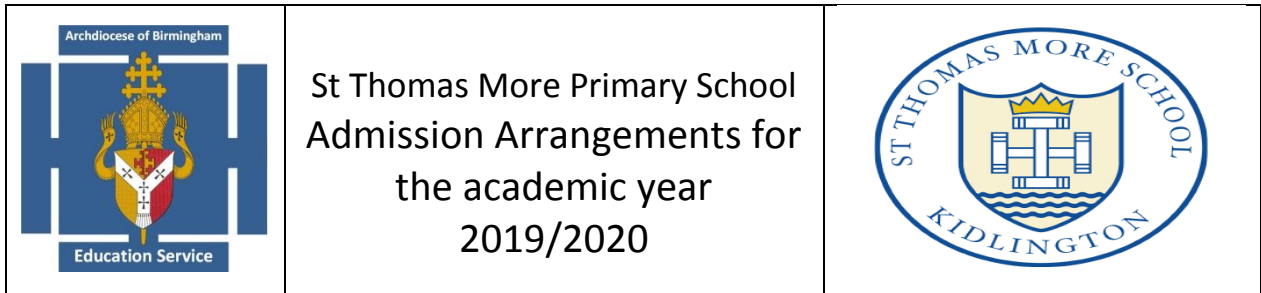 Archdiocese of Birmingham
Education Service
St Thomas More Primary School
Admission Arrangements for
the academic year
2019/2020
ST THOMAS MORE SCHOOL
KIDLINGTON